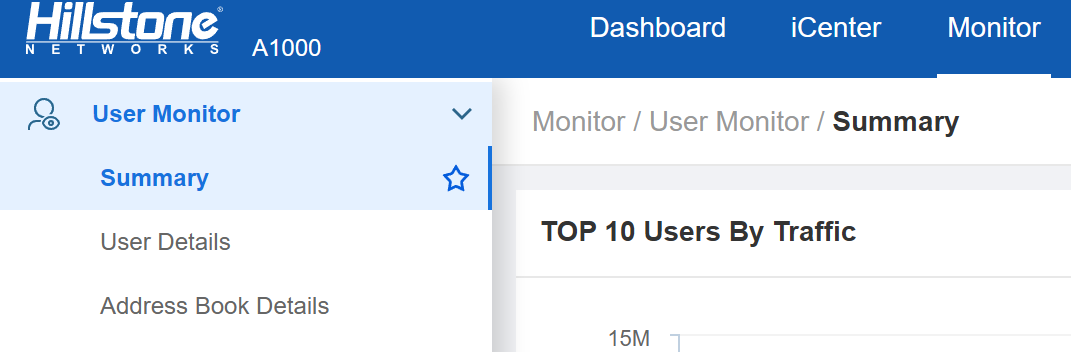 Hillstone®
NETWORKS
A1000
Dashboard
iCenter
Monitor
User Monitor
Summary
User Details
Address Book Details
Monitor / User Monitor / Summary
TOP 10 Users By Traffic
15M